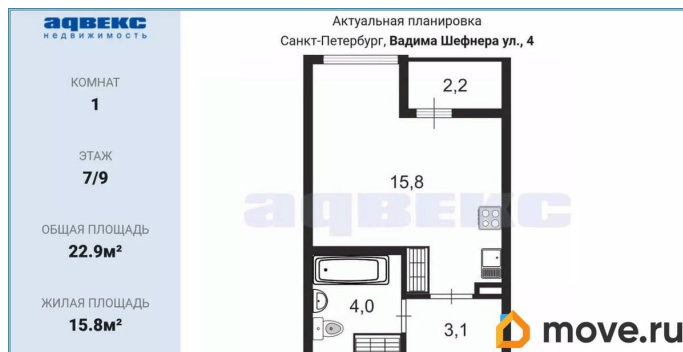 адвекс
недвижимость
КОМНАТ
1
ЭТАЖ
7/9
ОБЩАЯ ПЛОЩАДЬ
22.9м²
ЖИЛАЯ ПЛОЩАДЬ
15.8м²
Актуальная планировка
Санкт-Петербург, Вадима Шефнера ул., 4
2,2
15,8
адвекс
4,0
3,1
move.ru